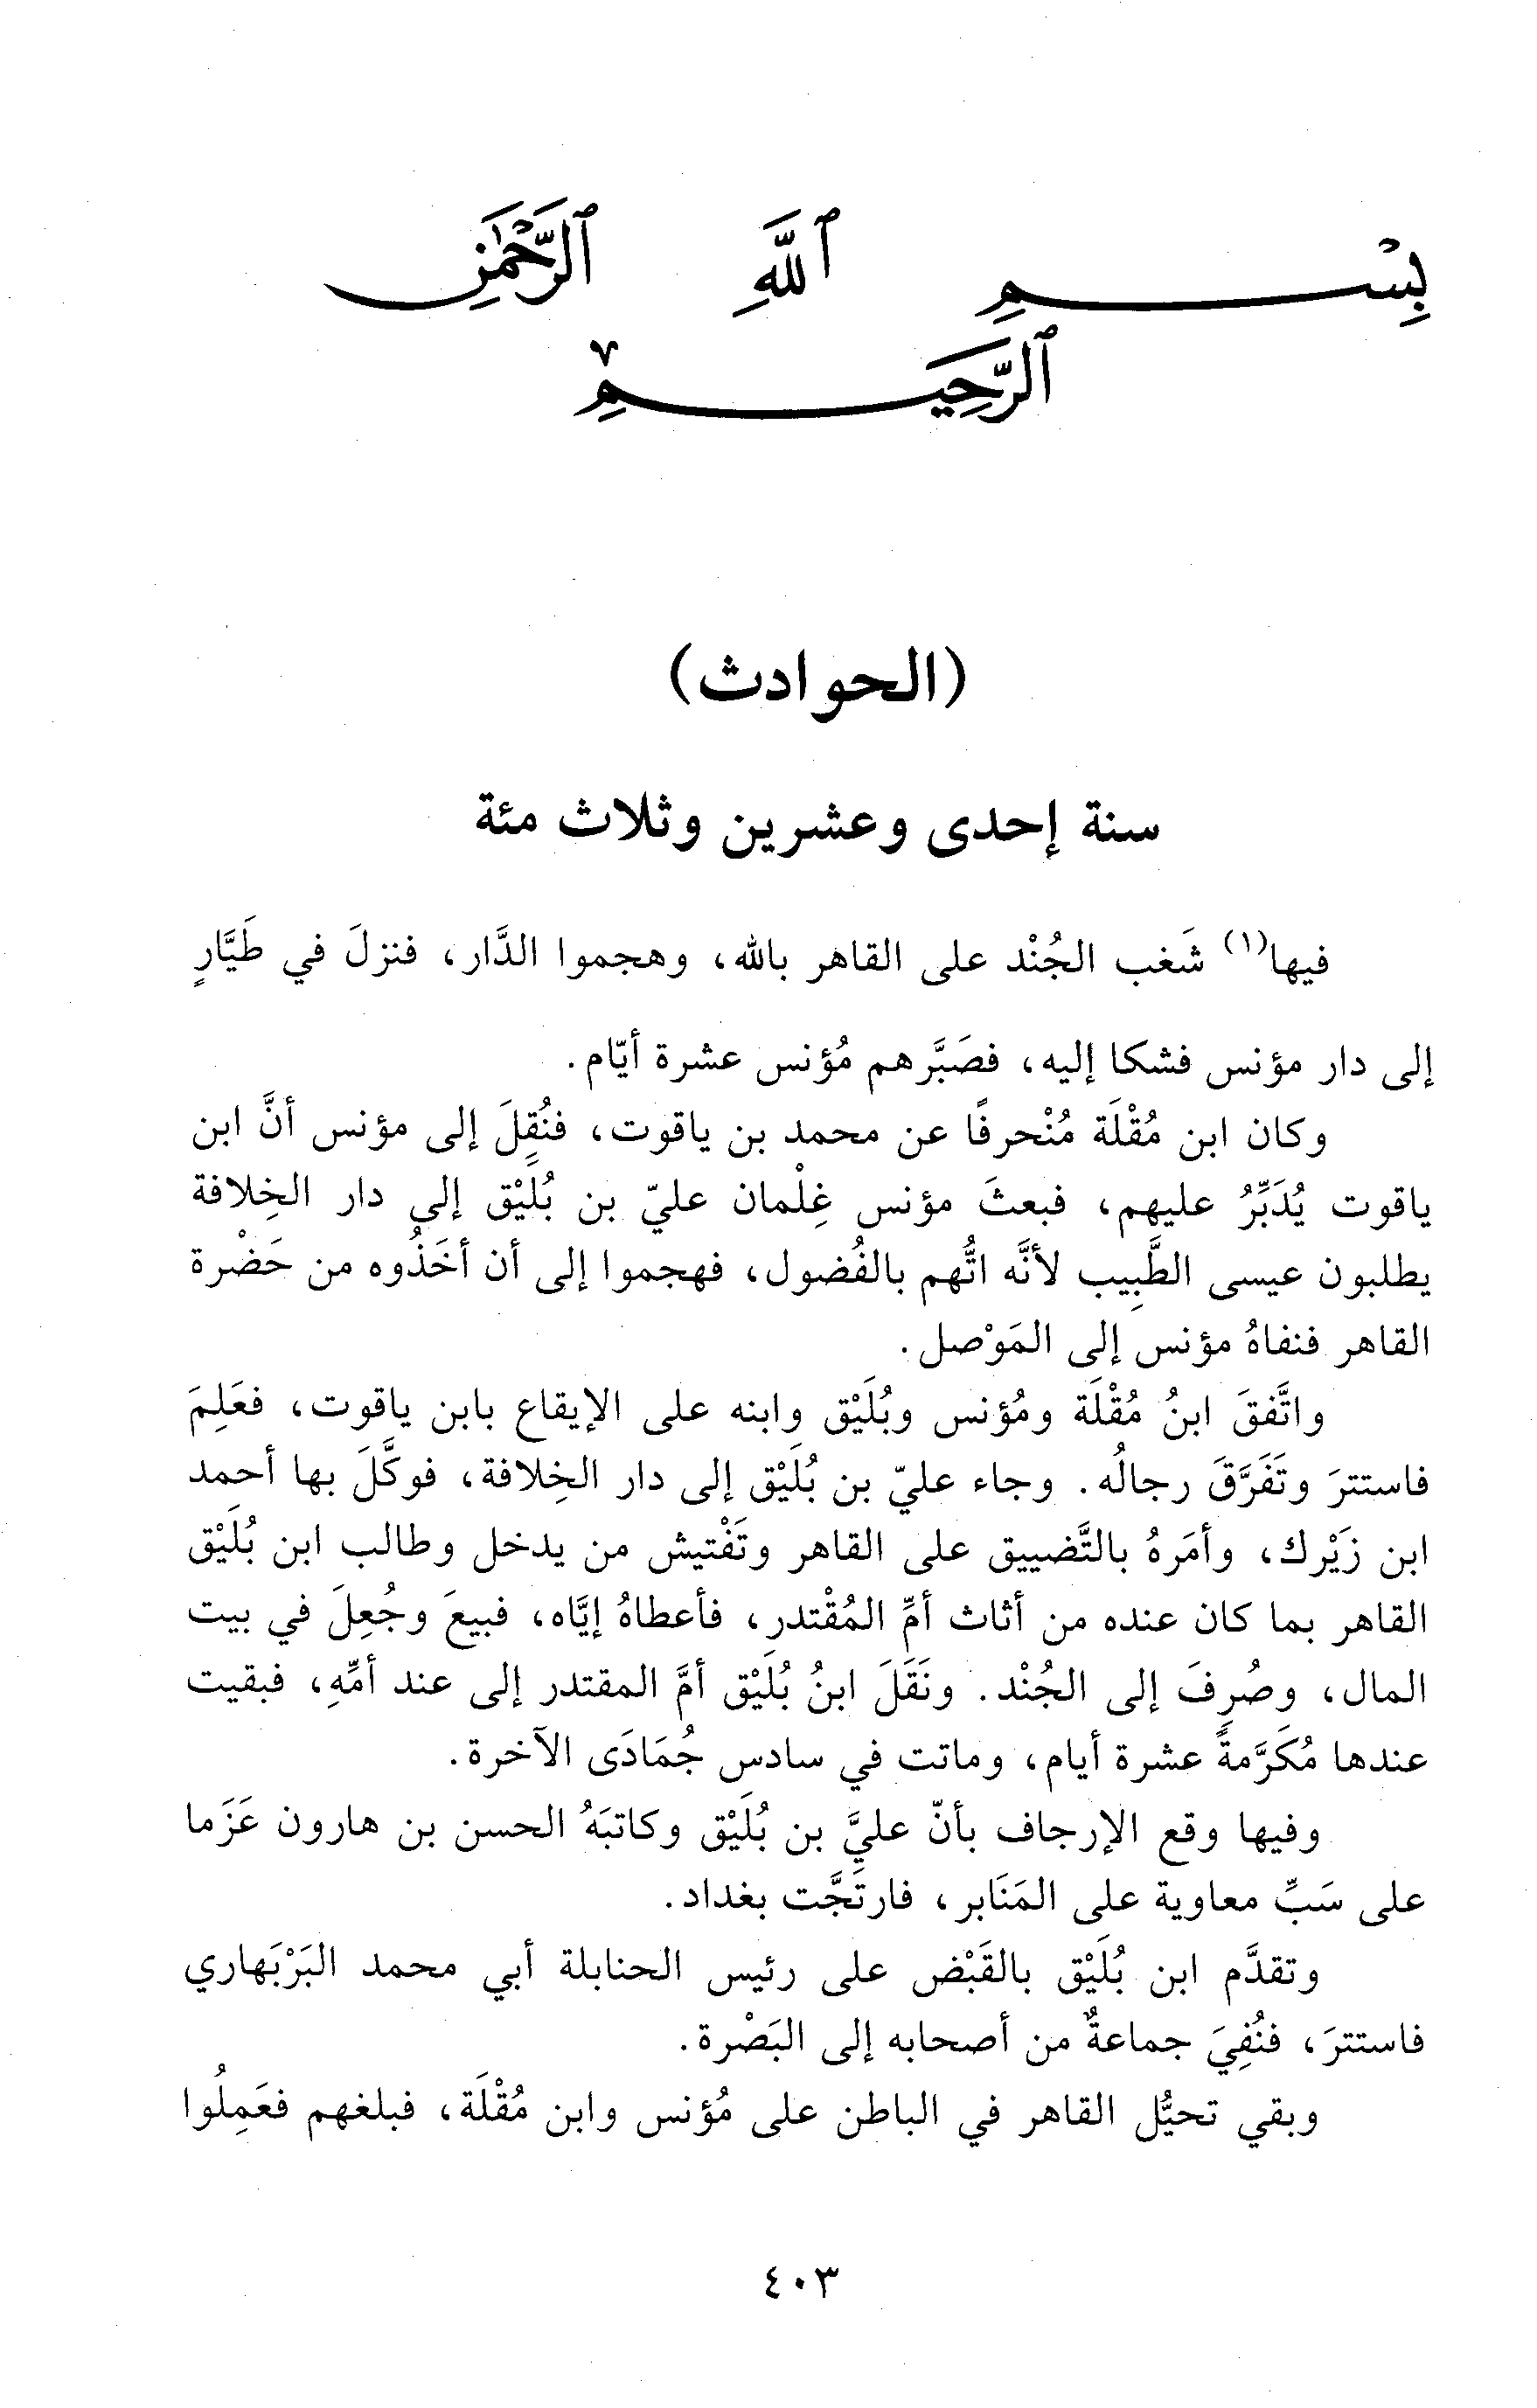 بِسْمِ ٱللَّهِ ٱلرَّحْمَٰنِ
ٱلرَّحِيمِ
(الحوادث)
سنة إحدى وعشرين وثلاث مئة
فيها(١) شَغب الجُنْد على القاهر بالله، وهجموا الدَّار، فنزلَ في طَيَّارٍ
إلى دار مؤنس فشكا إليه، فصَبَّرهم مُؤنس عشرة أيّام.
وكان ابن مُقْلَة مُنْحرفًا عن محمد بن ياقوت، فنُقِلَ إلى مؤنس أنَّ ابن
ياقوت يُدَبِّرُ عليهم، فبعثَ مؤنس غِلْمان عليّ بن بُلَيْق إلى دار الخِلافة
يطلبون عيسى الطَّبِيب لأنَّه اتُّهم بالفُضول، فهجموا إلى أن أخَذُوه من حَضْرة
القاهر فنفاهُ مؤنس إلى المَوْصل.
واتَّفقَ ابنُ مُقْلَة ومُؤنس وبُلَيْق وابنه على الإيقاع بابن ياقوت، فعَلِمَ
فاستترَ وتَفَرَّقَ رجالُه. وجاء عليّ بن بُلَيْق إلى دار الخِلافة، فوكَّلَ بها أحمد
ابن زَيْرك، وأمَرهُ بالتَّضييق على القاهر وتَفْتيش من يدخل وطالب ابن بُلَيْق
القاهر بما كان عنده من أثاث أمِّ المُقْتدر، فأعطاهُ إيَّاه، فبيعَ وجُعِلَ في بيت
المال، وصُرِفَ إلى الجُنْد. ونَقَلَ ابنُ بُلَيْق أمَّ المقتدر إلى عند أمِّهِ، فبقيت
عندها مُكَرَّمةً عشرة أيام، وماتت في سادس جُمَادَى الآخرة.
وفيها وقع الإرجاف بأنّ عليَّ بن بُلَيْق وكاتبَهُ الحسن بن هارون عَزَما
على سَبِّ معاوية على المَنَابر، فارتَجَّت بغداد.
وتقدَّم ابن بُلَيْق بالقَبْض على رئيس الحنابلة أبي محمد البَرْبَهاري
فاستترَ، فنُفِيَ جماعةٌ من أصحابه إلى البَصْرة.
وبقي تحيُّل القاهر في الباطن على مُؤنس وابن مُقْلَة، فبلغهم فعَمِلُوا
٤٠٣